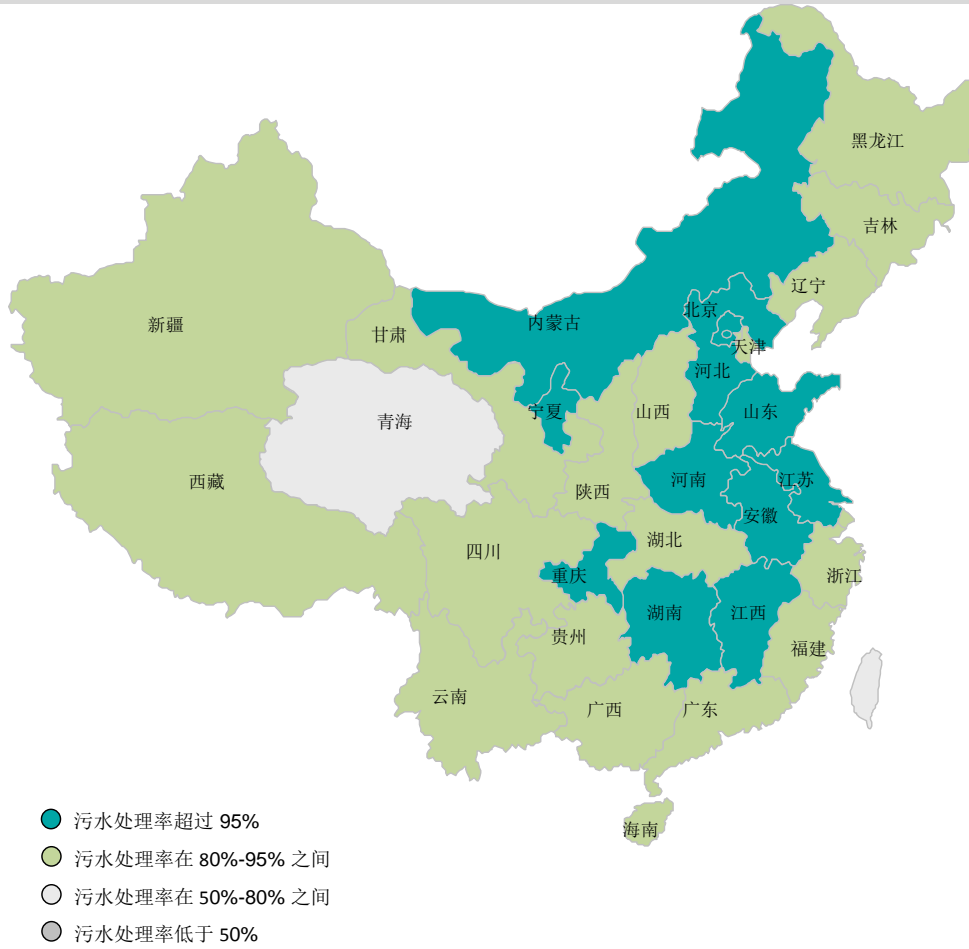 黑龙江
吉林
辽宁
北京
内蒙古
新疆
甘肃
天津
河北
宁夏
山西
山东
青海
西藏
河南
江苏
陕西
安徽
湖北
四川
重庆
浙江
湖南
江西
贵州
福建
云南
广西
广东
海南
污水处理率超过 95%
污水处理率在 80%-95% 之间
污水处理率在 50%-80% 之间
污水处理率低于 50%